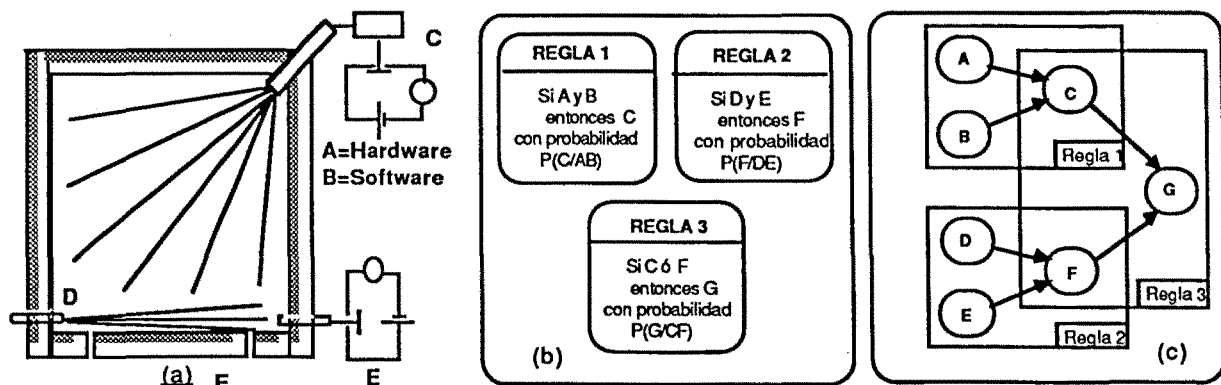 C
A=Hardware
B=Software
D
E
(a)
F
REGLA 1
Si A y B
entonces C
con probabilidad
P(C/AB)
REGLA 2
Si D y E
entonces F
con probabilidad
P(F/DE)
REGLA 3
Si C ó F
entonces G
con probabilidad
P(G/CF)
(b)
A
B
C
Regla 1
G
D
E
F
Regla 3
Regla 2
(c)